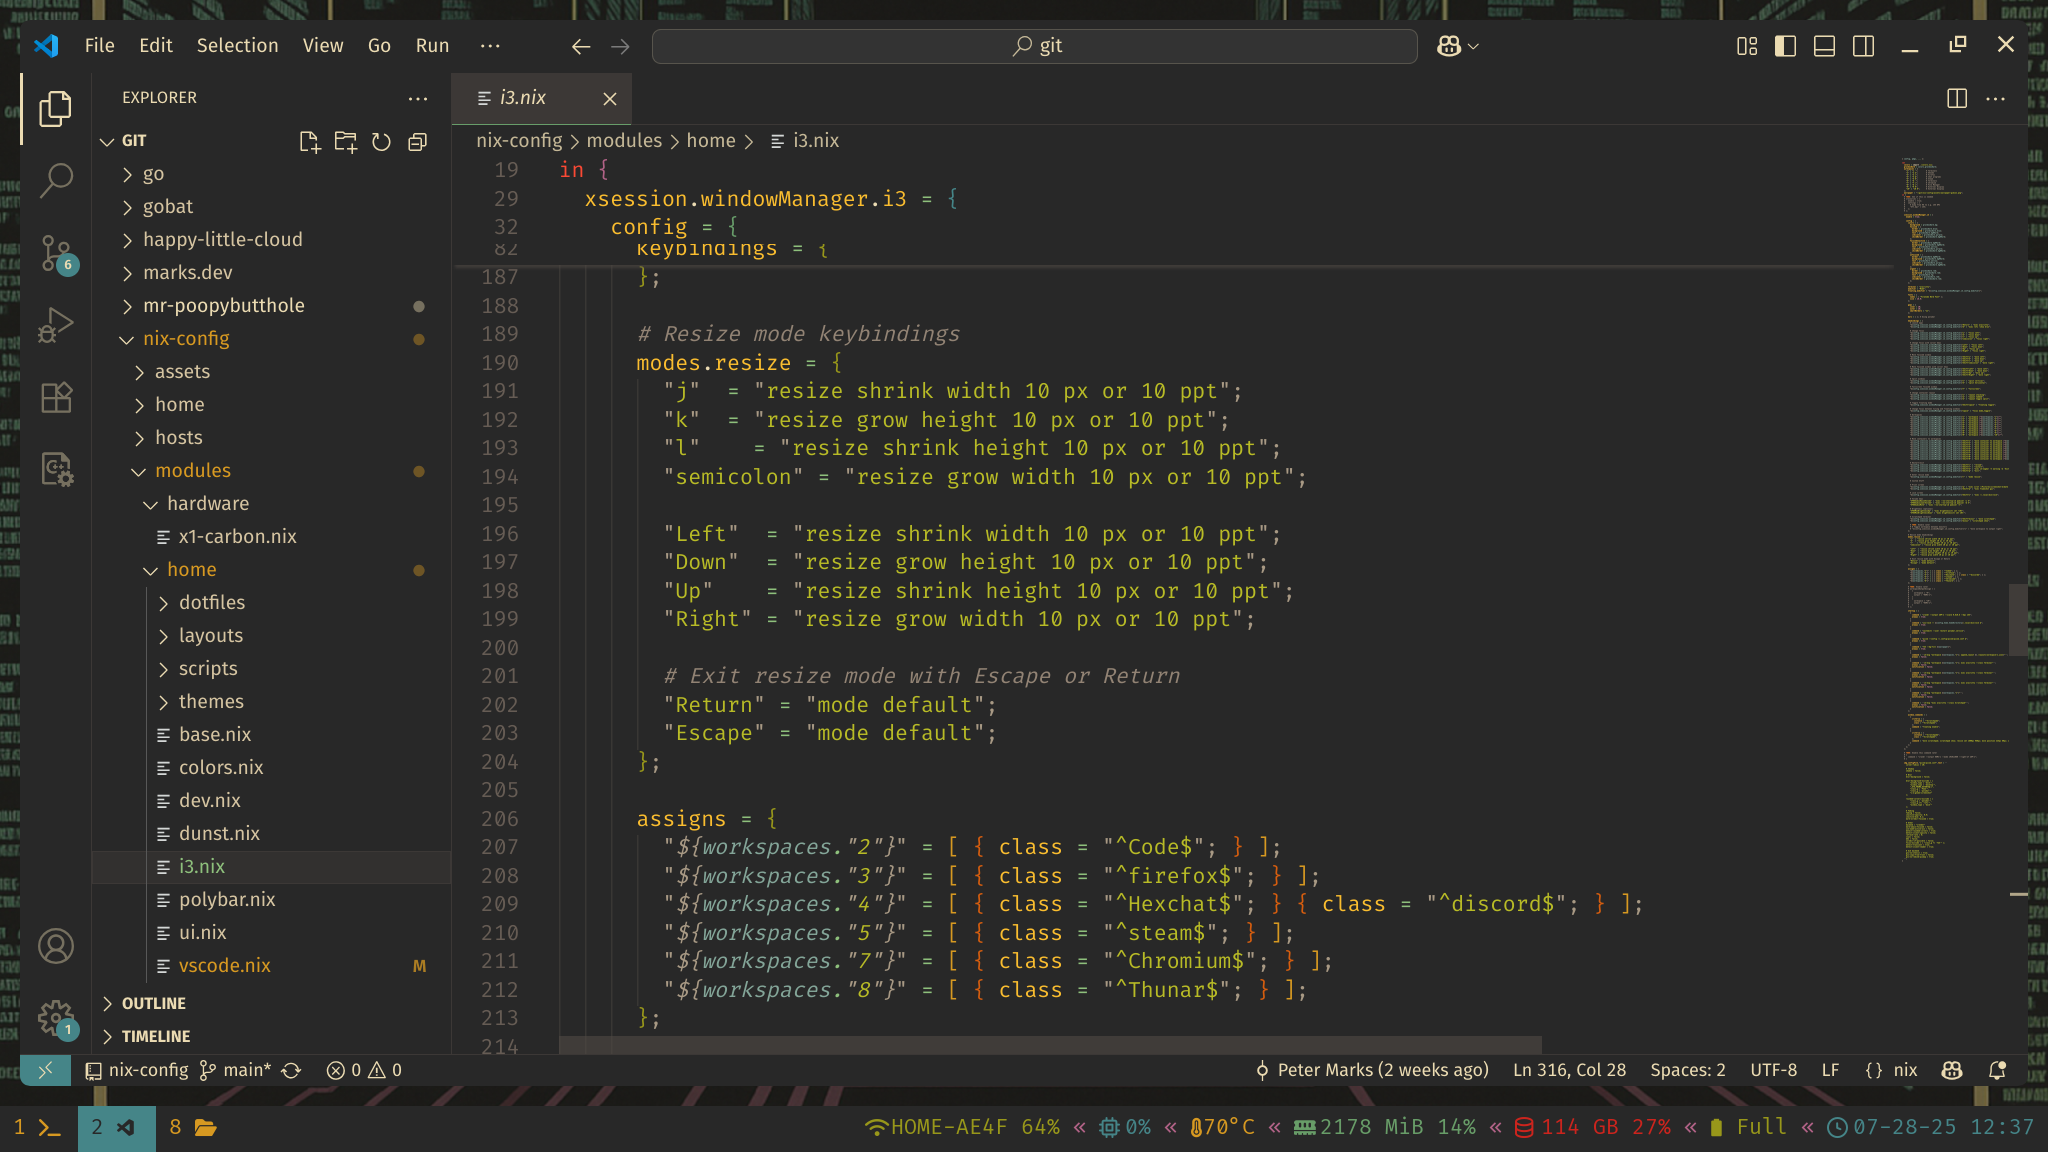 File Edit Selection View Go Run ···
git
EXPLORER ···
GIT
go
gobat
happy-little-cloud
marks.dev
mr-poopybutthole
nix-config
assets
home
hosts
modules
hardware
x1-carbon.nix
home
dotfiles
layouts
scripts
themes
base.nix
colors.nix
dev.nix
dunst.nix
i3.nix
polybar.nix
ui.nix
vscode.nix M
OUTLINE
TIMELINE
6
1
i3.nix
nix-config > modules > home > i3.nix
19 in {
29 xsession.windowManager.i3 = {
32 config = {
82 keybindings = {
187 };
188
189 # Resize mode keybindings
190 modes.resize = {
191 "j"  = "resize shrink width 10 px or 10 ppt";
192 "k"  = "resize grow height 10 px or 10 ppt";
193 "l"    = "resize shrink height 10 px or 10 ppt";
194 "semicolon" = "resize grow width 10 px or 10 ppt";
195
196 "Left"  = "resize shrink width 10 px or 10 ppt";
197 "Down"  = "resize grow height 10 px or 10 ppt";
198 "Up"    = "resize shrink height 10 px or 10 ppt";
199 "Right" = "resize grow width 10 px or 10 ppt";
200
201 # Exit resize mode with Escape or Return
202 "Return" = "mode default";
203 "Escape" = "mode default";
204 };
205
206 assigns = {
207 "${workspaces."2"}" = [ { class = "^Code$"; } ];
208 "${workspaces."3"}" = [ { class = "^firefox$"; } ];
209 "${workspaces."4"}" = [ { class = "^Hexchat$"; } { class = "^discord$"; } ];
210 "${workspaces."5"}" = [ { class = "^steam$"; } ];
211 "${workspaces."7"}" = [ { class = "^Chromium$"; } ];
212 "${workspaces."8"}" = [ { class = "^Thunar$"; } ];
213 };
214
nix-config main* 0 0 Peter Marks (2 weeks ago) Ln 316, Col 28 Spaces: 2 UTF-8 LF {} nix
1 2 8 HOME-AE4F 64% « 0% « 70°C « 2178 MiB 14% « 114 GB 27% « Full « 07-28-25 12:37